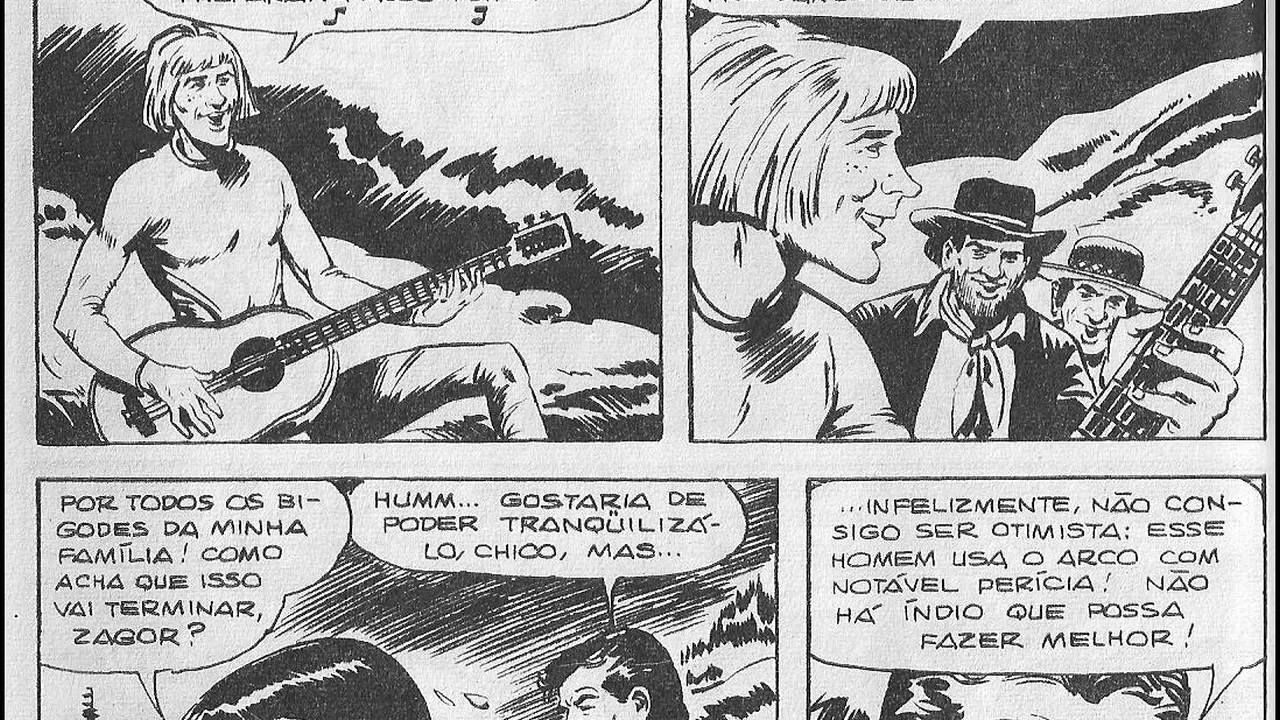 POR TODOS OS BI-
GODES DA MINHA
FAMÍLIA! COMO
ACHA QUE ISSO
VAI TERMINAR,
ZAGOR?
HUMM... GOSTARIA DE
PODER TRANQÜILIZÁ-
LO, CHICO, MAS...
...INFELIZMENTE, NÃO CON-
SIGO SER OTIMISTA: ESSE
HOMEM USA O ARCO COM
NOTÁVEL PERÍCIA! NÃO
HÁ ÍNDIO QUE POSSA
FAZER MELHOR!